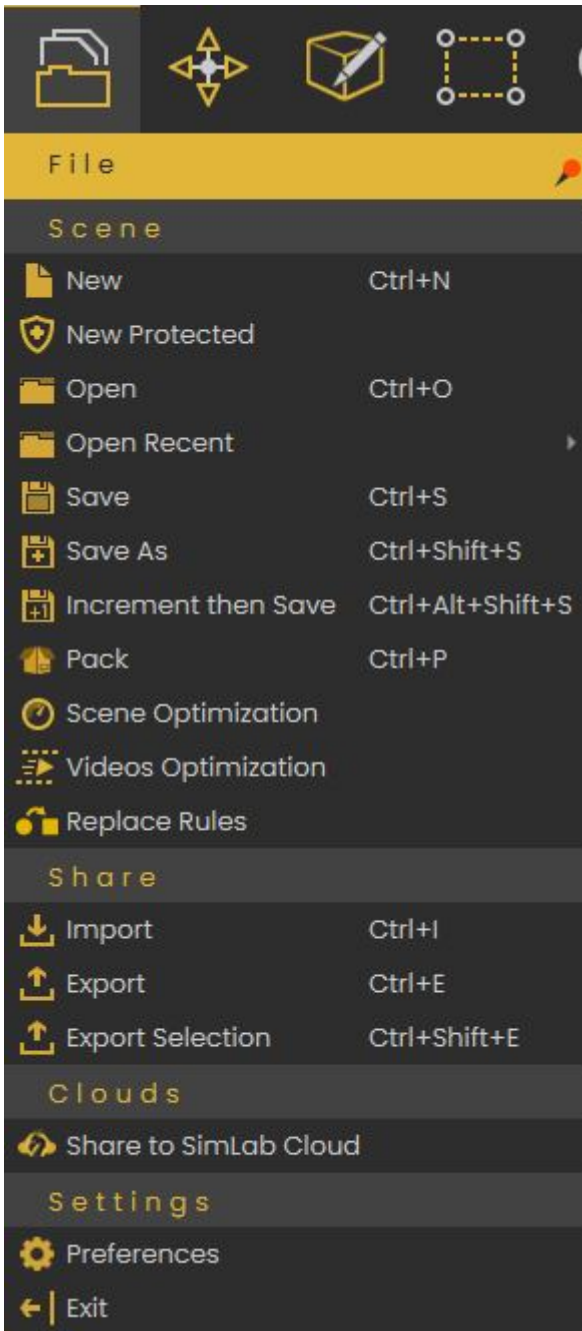 File
Scene
New Ctrl+N
New Protected
Open Ctrl+O
Open Recent
Save Ctrl+S
Save As Ctrl+Shift+S
+1 Increment then Save Ctrl+Alt+Shift+S
Pack Ctrl+P
Scene Optimization
Videos Optimization
Replace Rules
Share
Import Ctrl+I
Export Ctrl+E
Export Selection Ctrl+Shift+E
Clouds
Share to SimLab Cloud
Settings
Preferences
Exit